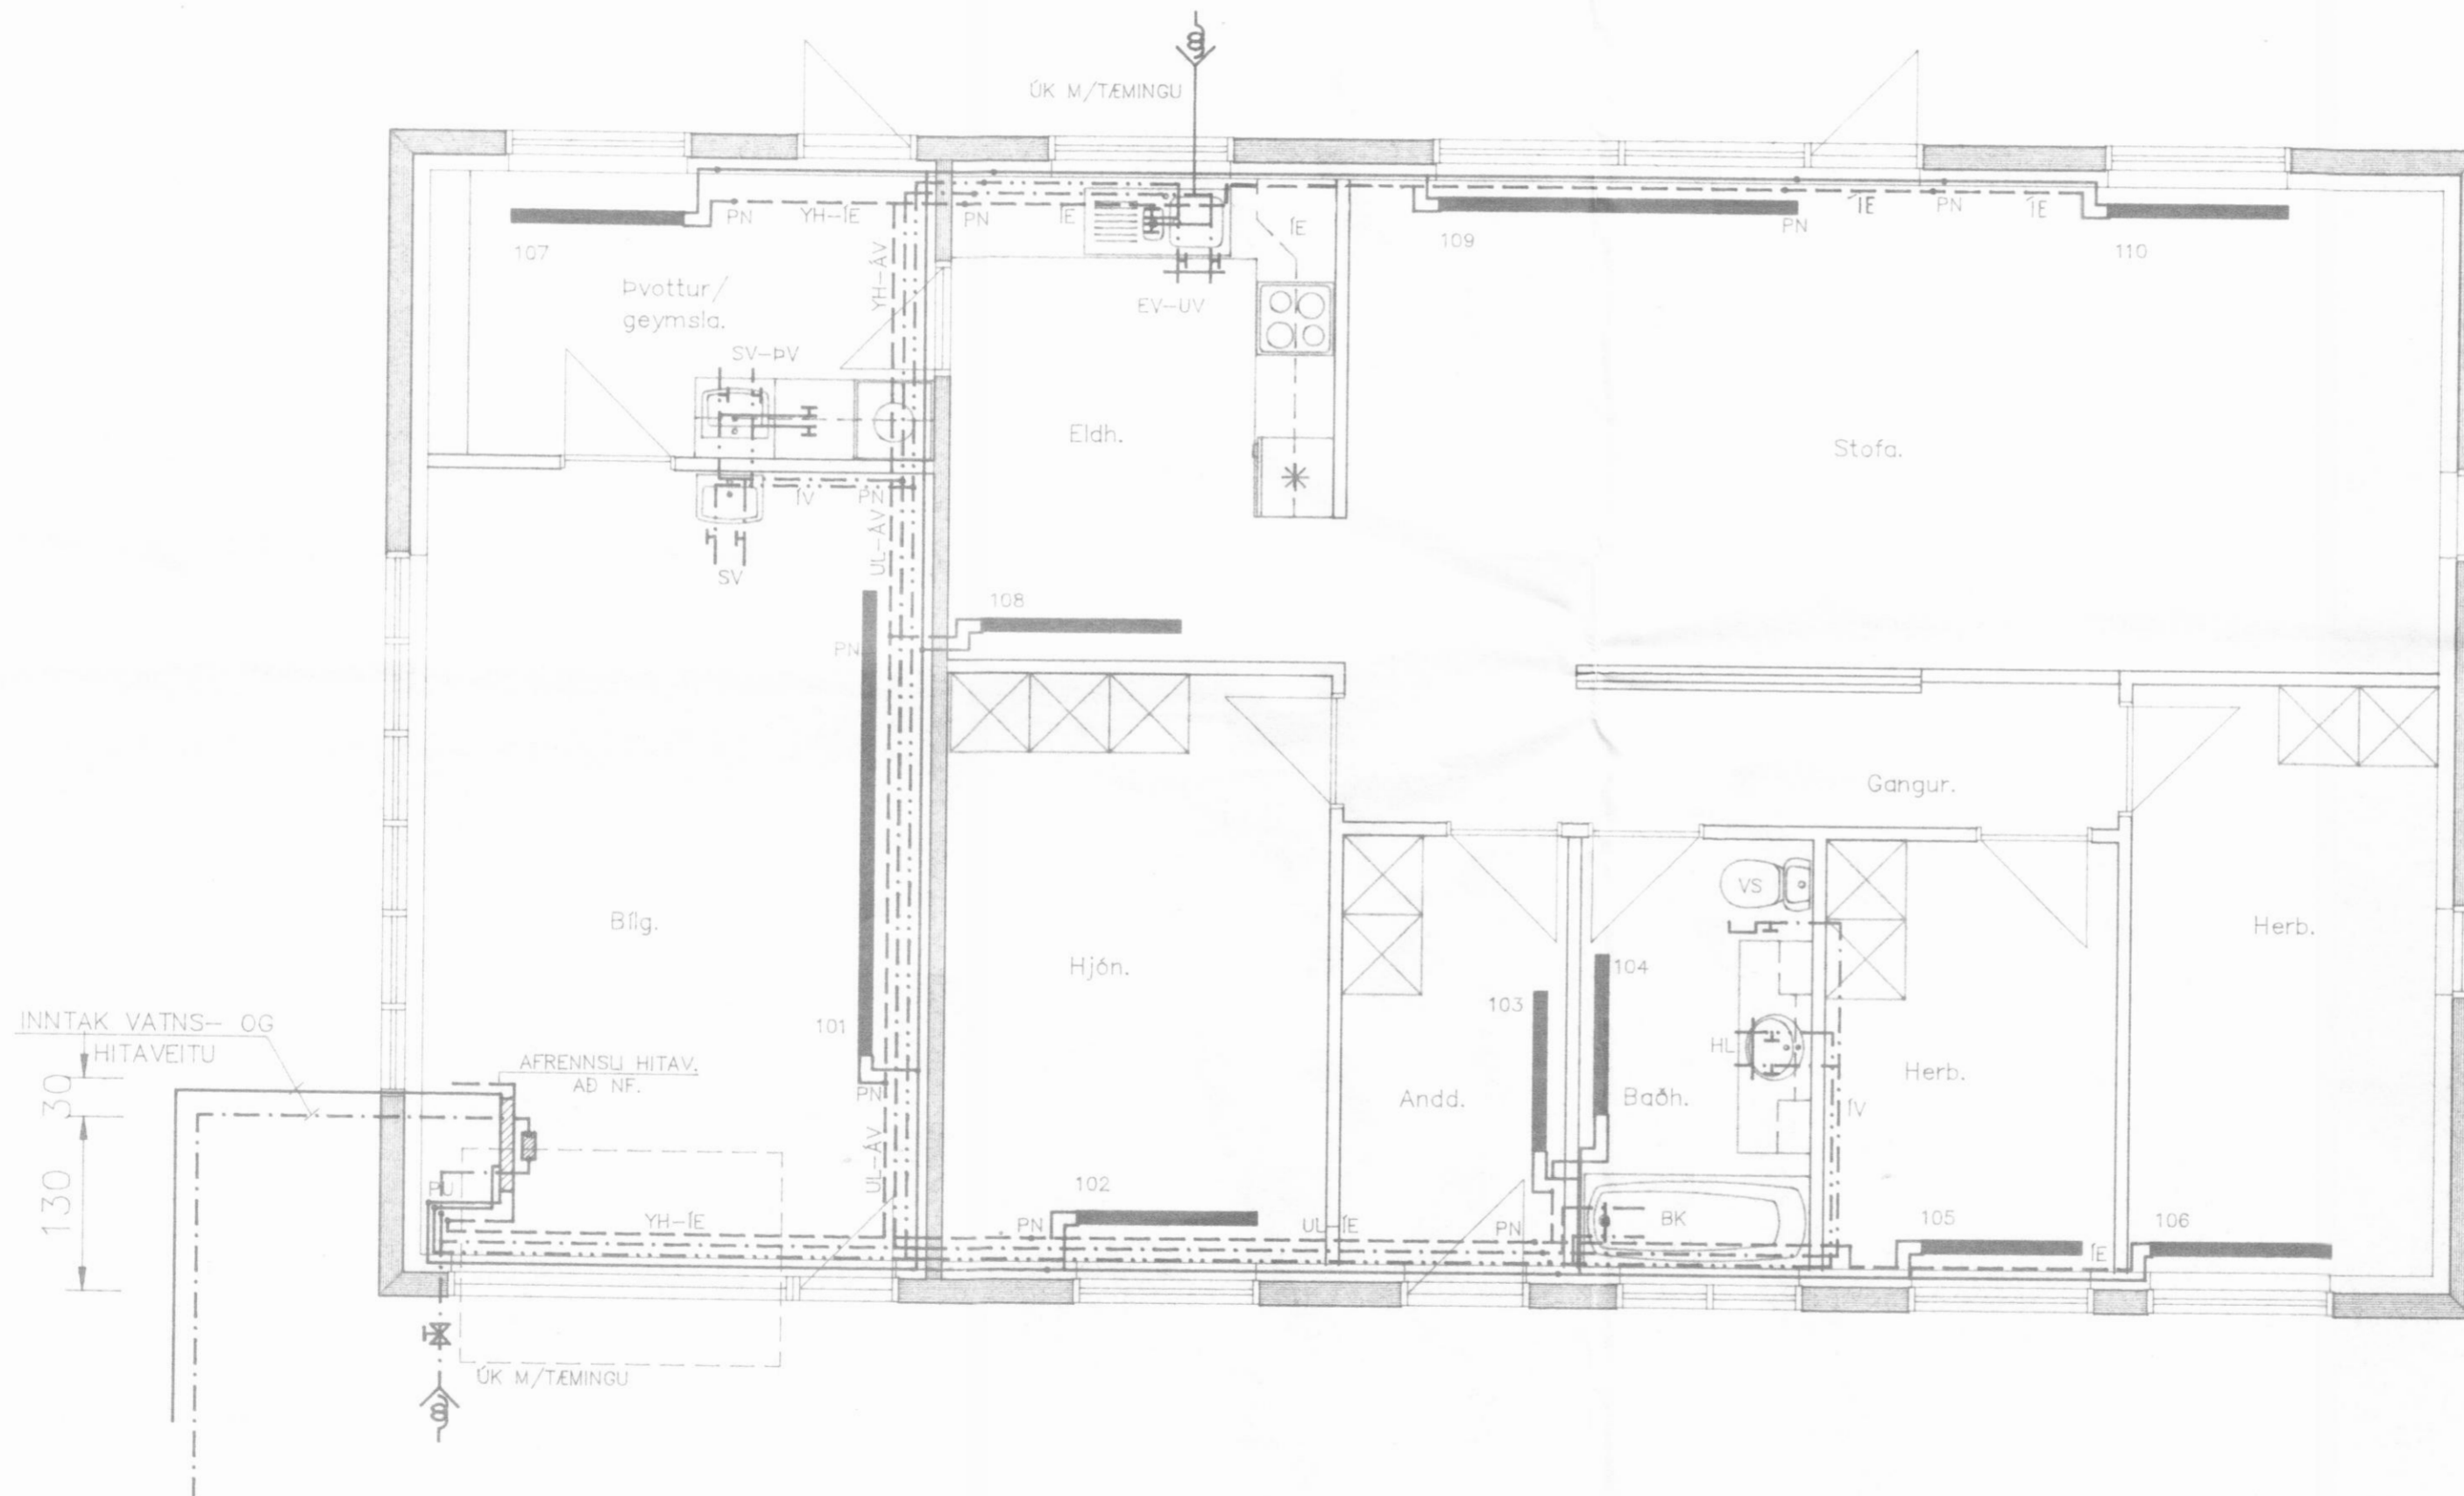 ÚK M/TÆMINGU
PN
YH-ÍE
PN
ÍE
ÍE
PN
ÍE
PN
ÍE
107
109
110
YH-ÁV
Þvottur/
geymsla.
EV-UV
SV-ÞV
Eldh.
Stofa.
ÍV
PN
UL-ÁV
SV
108
PN
Gangur.
VS
Bílg.
Hjón.
Herb.
104
103
101
INNTAK VATNS- OG
HITAVEITU
HL
AFRENNSLI HITAV.
AÐ NF.
30
Herb.
PN
Andd.
Baðh.
ÍV
UL-ÁV
130
PU
102
YH-ÍE
PN
UL-ÍE
PN
BK
105
106
ÍE
ÚK M/TÆMINGU